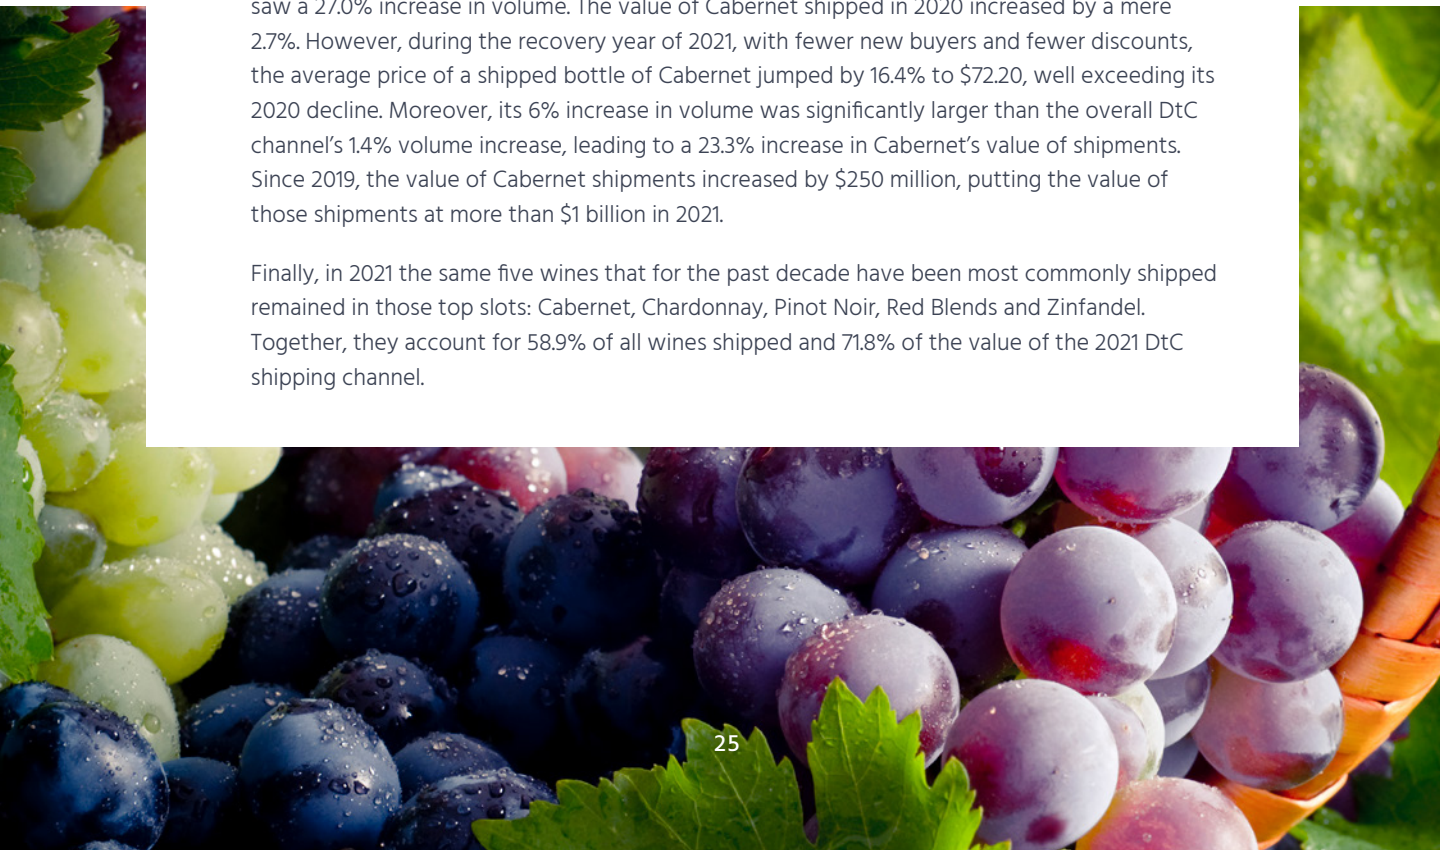 saw a 27.0% increase in volume. The value of Cabernet shipped in 2020 increased by a mere
2.7%. However, during the recovery year of 2021, with fewer new buyers and fewer discounts,
the average price of a shipped bottle of Cabernet jumped by 16.4% to $72.20, well exceeding its
2020 decline. Moreover, its 6% increase in volume was significantly larger than the overall DtC
channel’s 1.4% volume increase, leading to a 23.3% increase in Cabernet’s value of shipments.
Since 2019, the value of Cabernet shipments increased by $250 million, putting the value of
those shipments at more than $1 billion in 2021.
Finally, in 2021 the same five wines that for the past decade have been most commonly shipped
remained in those top slots: Cabernet, Chardonnay, Pinot Noir, Red Blends and Zinfandel.
Together, they account for 58.9% of all wines shipped and 71.8% of the value of the 2021 DtC
shipping channel.
25